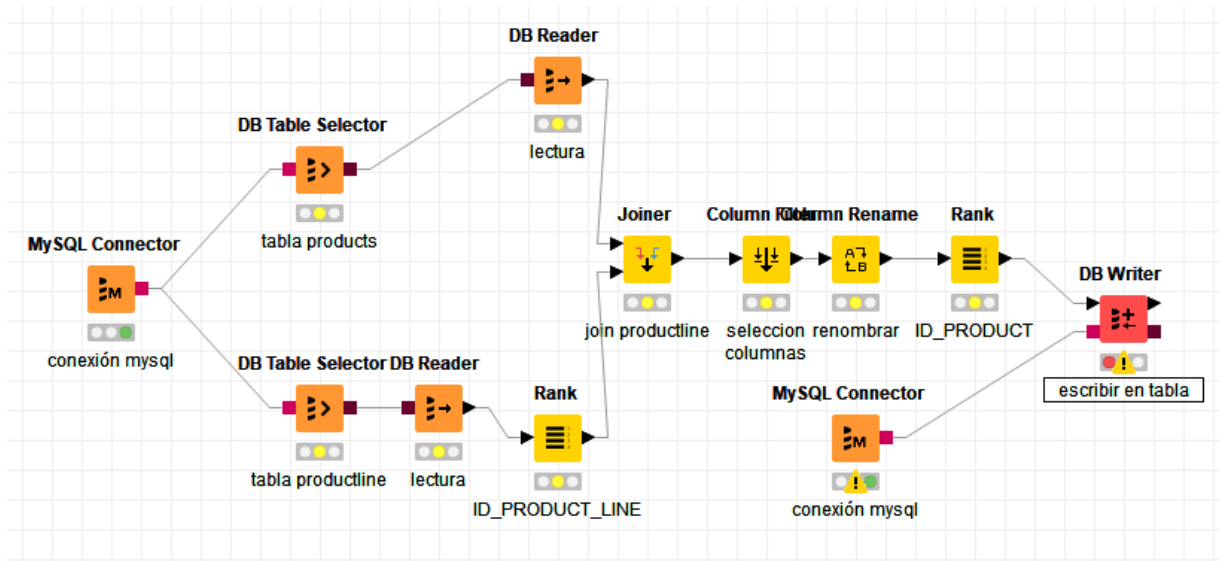 DB Reader
lectura
DB Table Selector
tabla products
MySQL Connector
conexión mysql
DB Table Selector
tabla productline
DB Reader
lectura
Rank
ID_PRODUCT_LINE
Joiner
join productline
Column Filter
seleccion
columnas
Column Rename
renombrar
Rank
ID_PRODUCT
MySQL Connector
conexión mysql
DB Writer
escribir en tabla